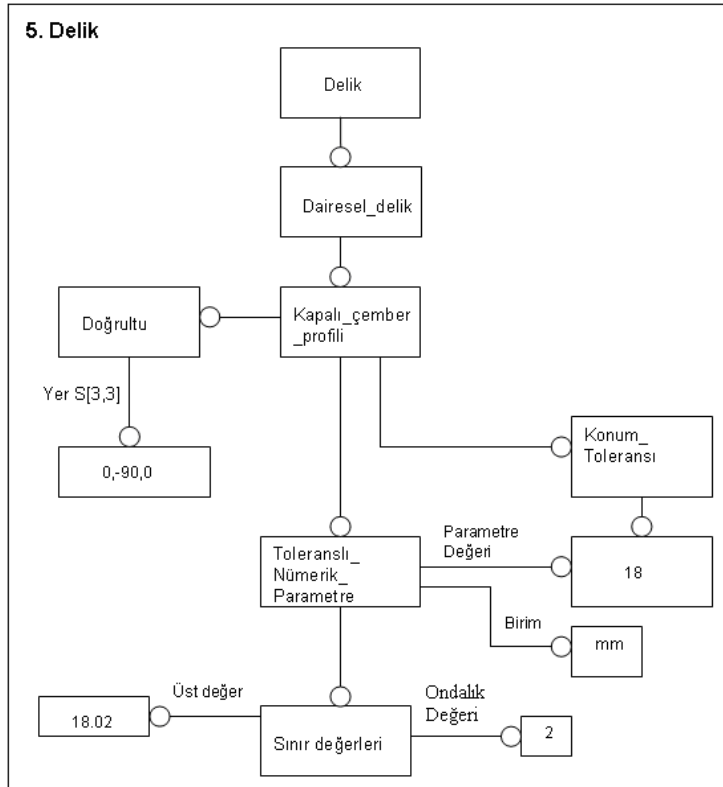 5. Delik
Delik
Dairesel_delik
Doğrultu
Kapalı_çember
_profili
Yer S[3,3]
0,-90,0
Konum_
Toleransı
Toleranslı_
Nümerik_
Parametre
Parametre
Değeri
18
Birim
mm
Üst değer
18.02
Sınır değerleri
Ondalık
Değeri
2